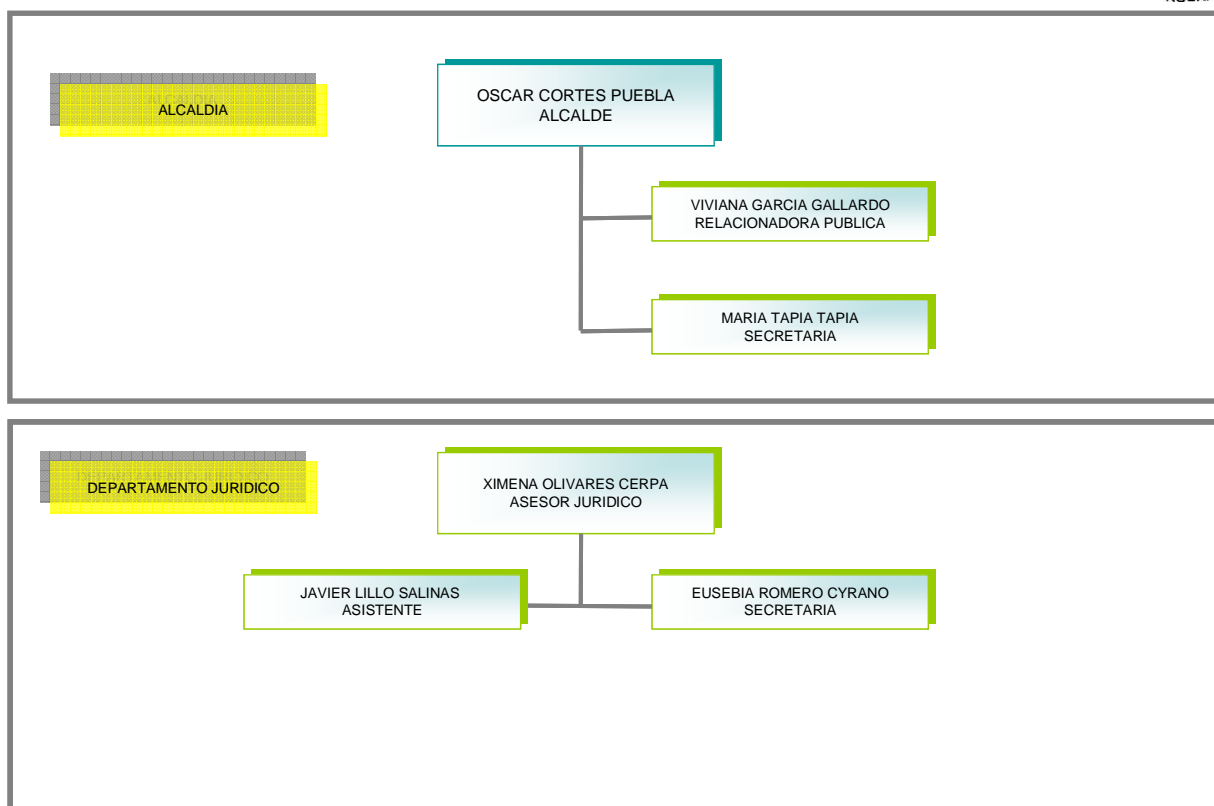 ALCALDIA
OSCAR CORTES PUEBLA
ALCALDE
VIVIANA GARCIA GALLARDO
RELACIONADORA PUBLICA
MARIA TAPIA TAPIA
SECRETARIA
DEPARTAMENTO JURIDICO
XIMENA OLIVARES CERPA
ASESOR JURIDICO
JAVIER LILLO SALINAS
ASISTENTE
EUSEBIA ROMERO CYRANO
SECRETARIA